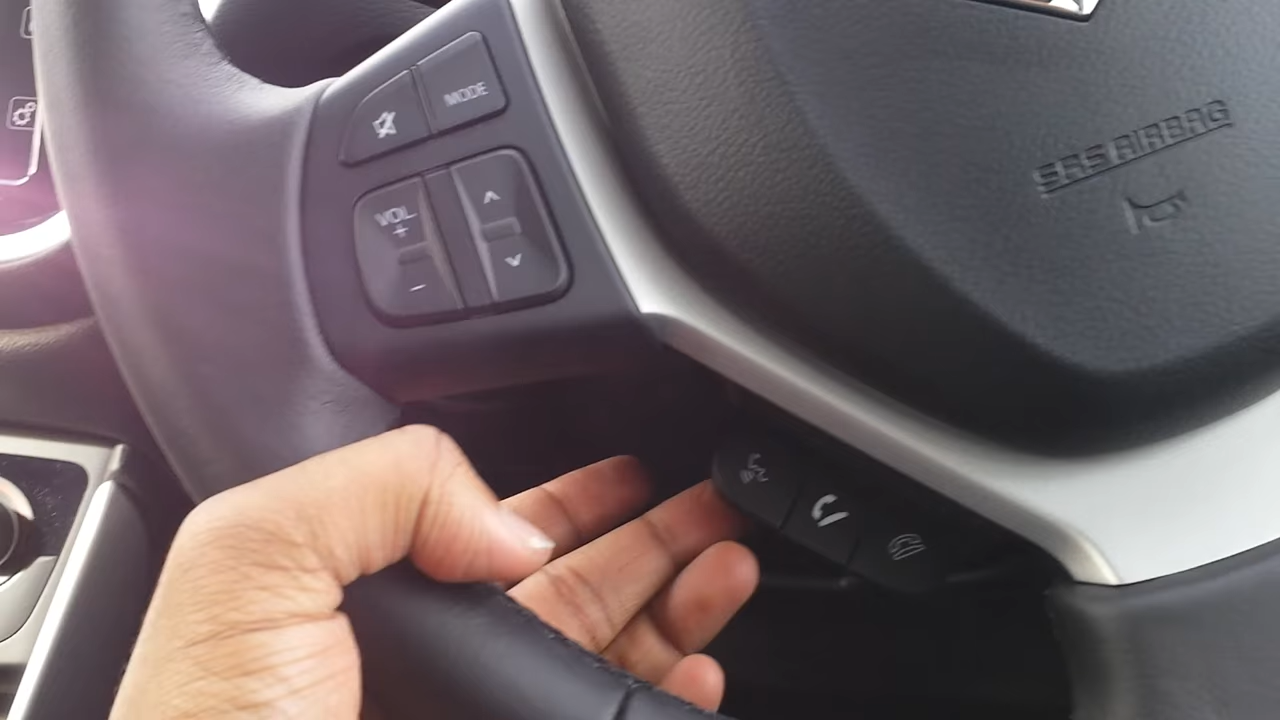 MODE
VOL
+
-
SRS AIRBAG